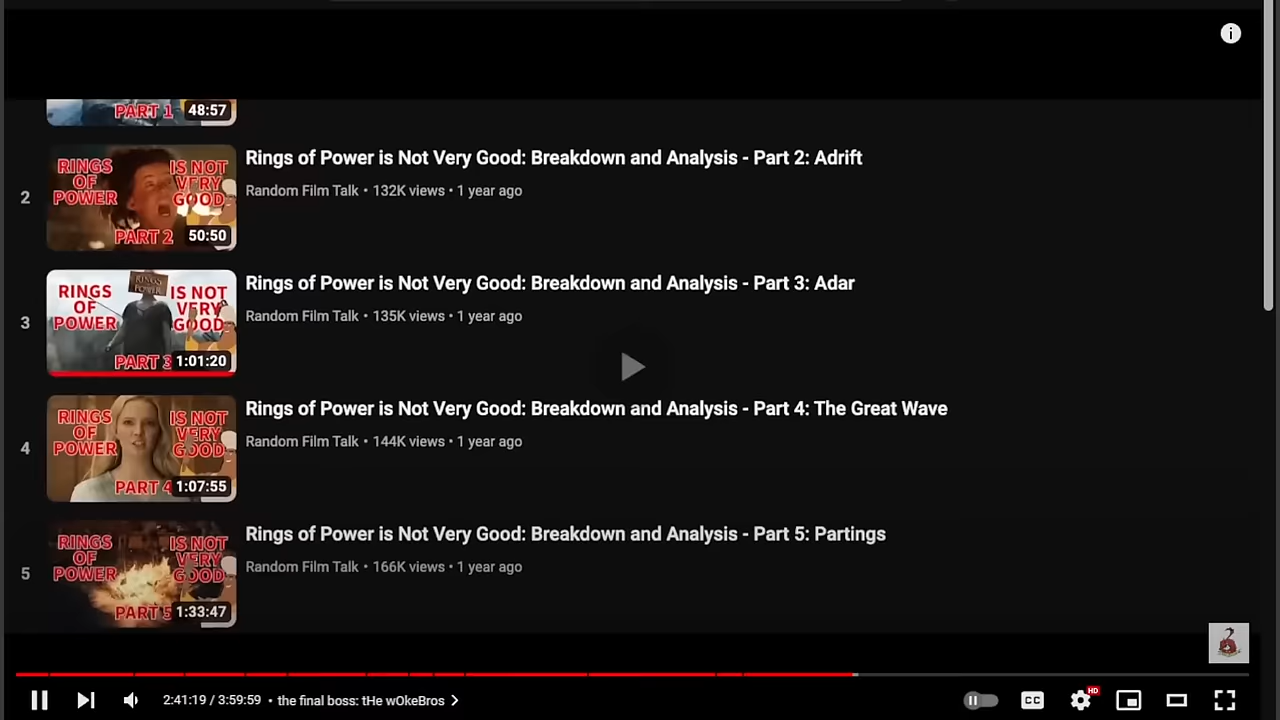 PART 1 48:57
2
RINGS OF POWER IS NOT VERY GOOD
PART 2 50:50
Rings of Power is Not Very Good: Breakdown and Analysis - Part 2: Adrift
Random Film Talk • 132K views • 1 year ago
3
RINGS OF POWER IS NOT VERY GOOD
RINGS POWER
PART 3 1:01:20
Rings of Power is Not Very Good: Breakdown and Analysis - Part 3: Adar
Random Film Talk • 135K views • 1 year ago
4
RINGS OF POWER IS NOT VERY GOOD
PART 4 1:07:55
Rings of Power is Not Very Good: Breakdown and Analysis - Part 4: The Great Wave
Random Film Talk • 144K views • 1 year ago
5
RINGS OF POWER IS NOT VERY GOOD
PART 5 1:33:47
Rings of Power is Not Very Good: Breakdown and Analysis - Part 5: Partings
Random Film Talk • 166K views • 1 year ago
2:41:19 / 3:59:59 • the final boss: tHe wOkeBros
CC
HD